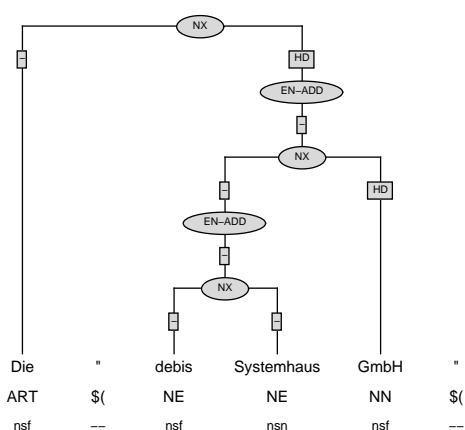 NX
– HD
EN–ADD
–
NX
– HD
EN–ADD
–
NX
– –
Die " debis Systemhaus GmbH "
ART $( NE NE NN $(
nsf –– nsf nsn nsf ––